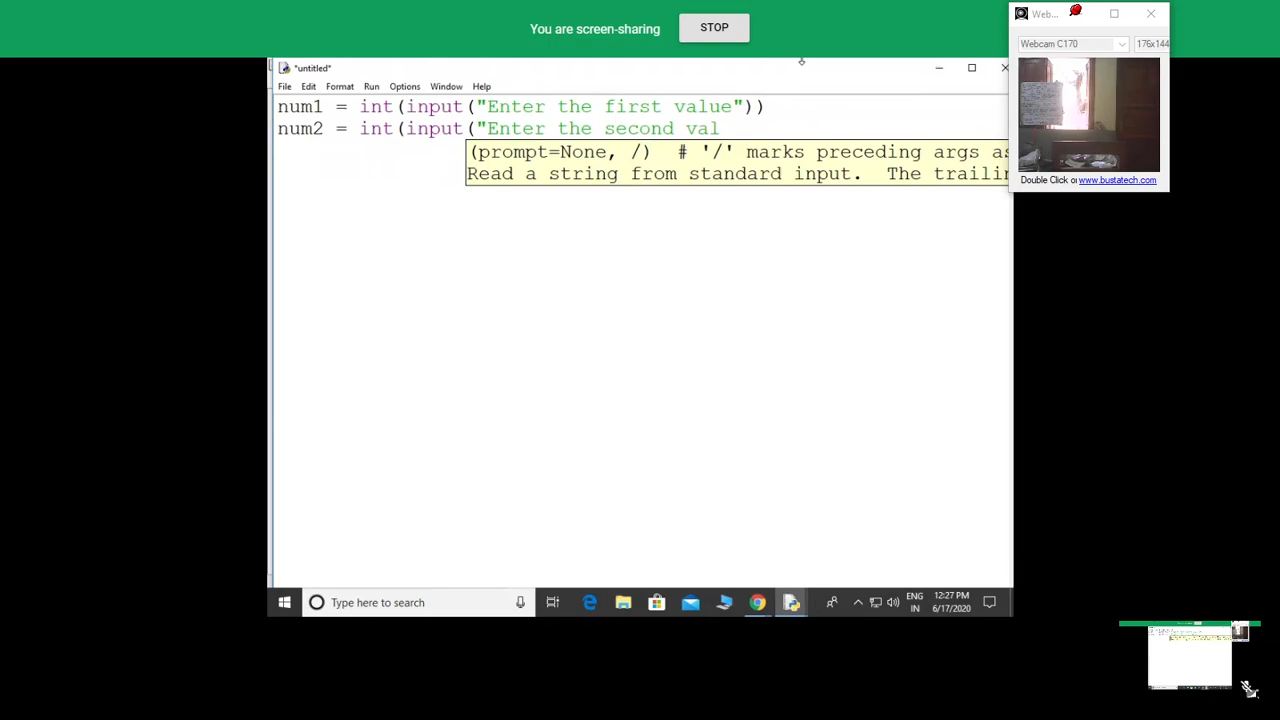 You are screen-sharing STOP
Web...
Webcam C170 176x144
Double Click o www.bustatech.com
*untitled*
File Edit Format Run Options Window Help
num1 = int(input("Enter the first value"))
num2 = int(input("Enter the second val
(prompt=None, /) # '/' marks preceding args as
Read a string from standard input. The trailin
Type here to search
ENG
IN
12:27 PM
6/17/2020